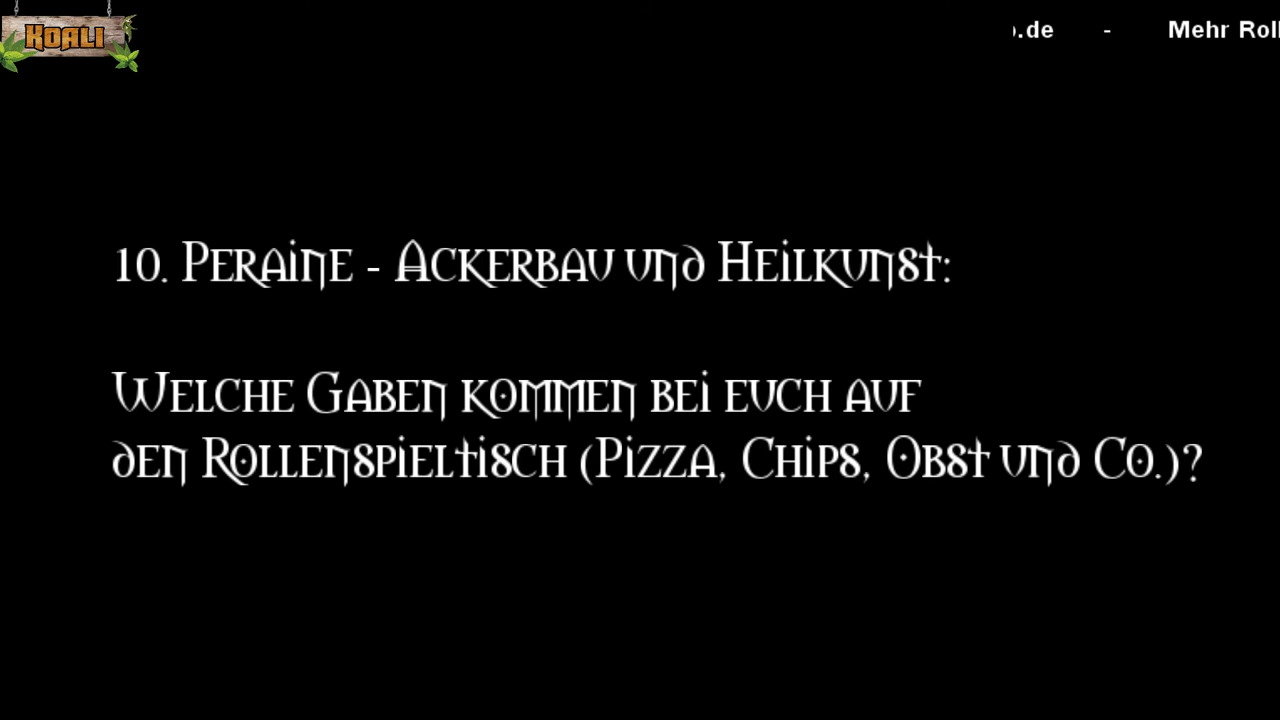 KOALI
.de - Mehr Roll
10. Peraine - Ackerbau und Heilkunst:
Welche Gaben kommen bei euch auf
den Rollenspieltisch (Pizza, Chips, Obst und Co.)?